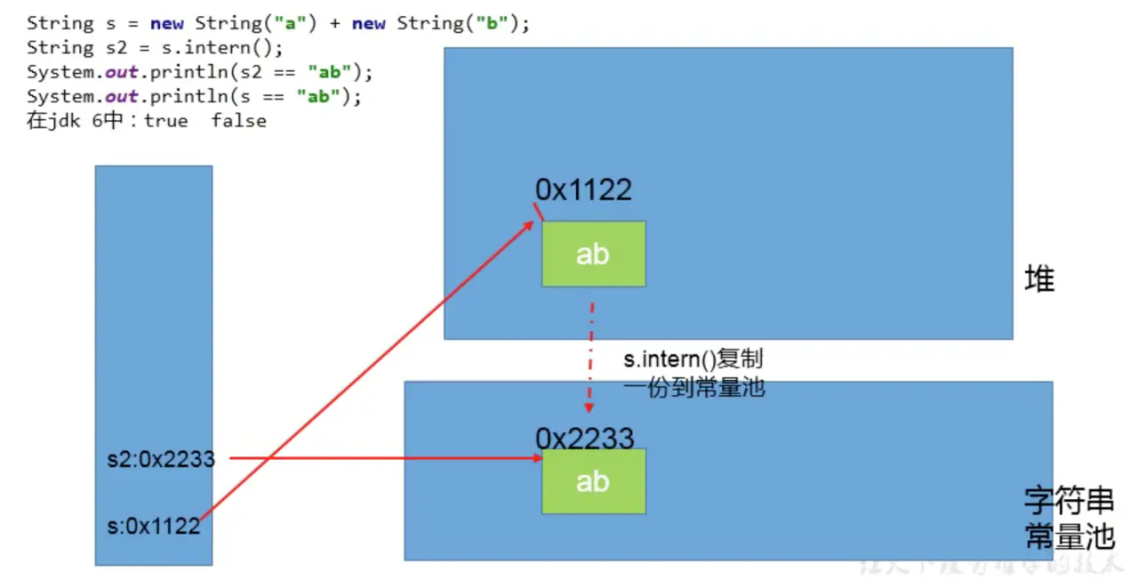 String s = new String("a") + new String("b");
String s2 = s.intern();
System.out.println(s2 == "ab");
System.out.println(s == "ab");
在jdk 6中：true  false
0x1122
ab
堆
s.intern()复制
一份到常量池
0x2233
ab
s2:0x2233
s:0x1122
字符串
常量池